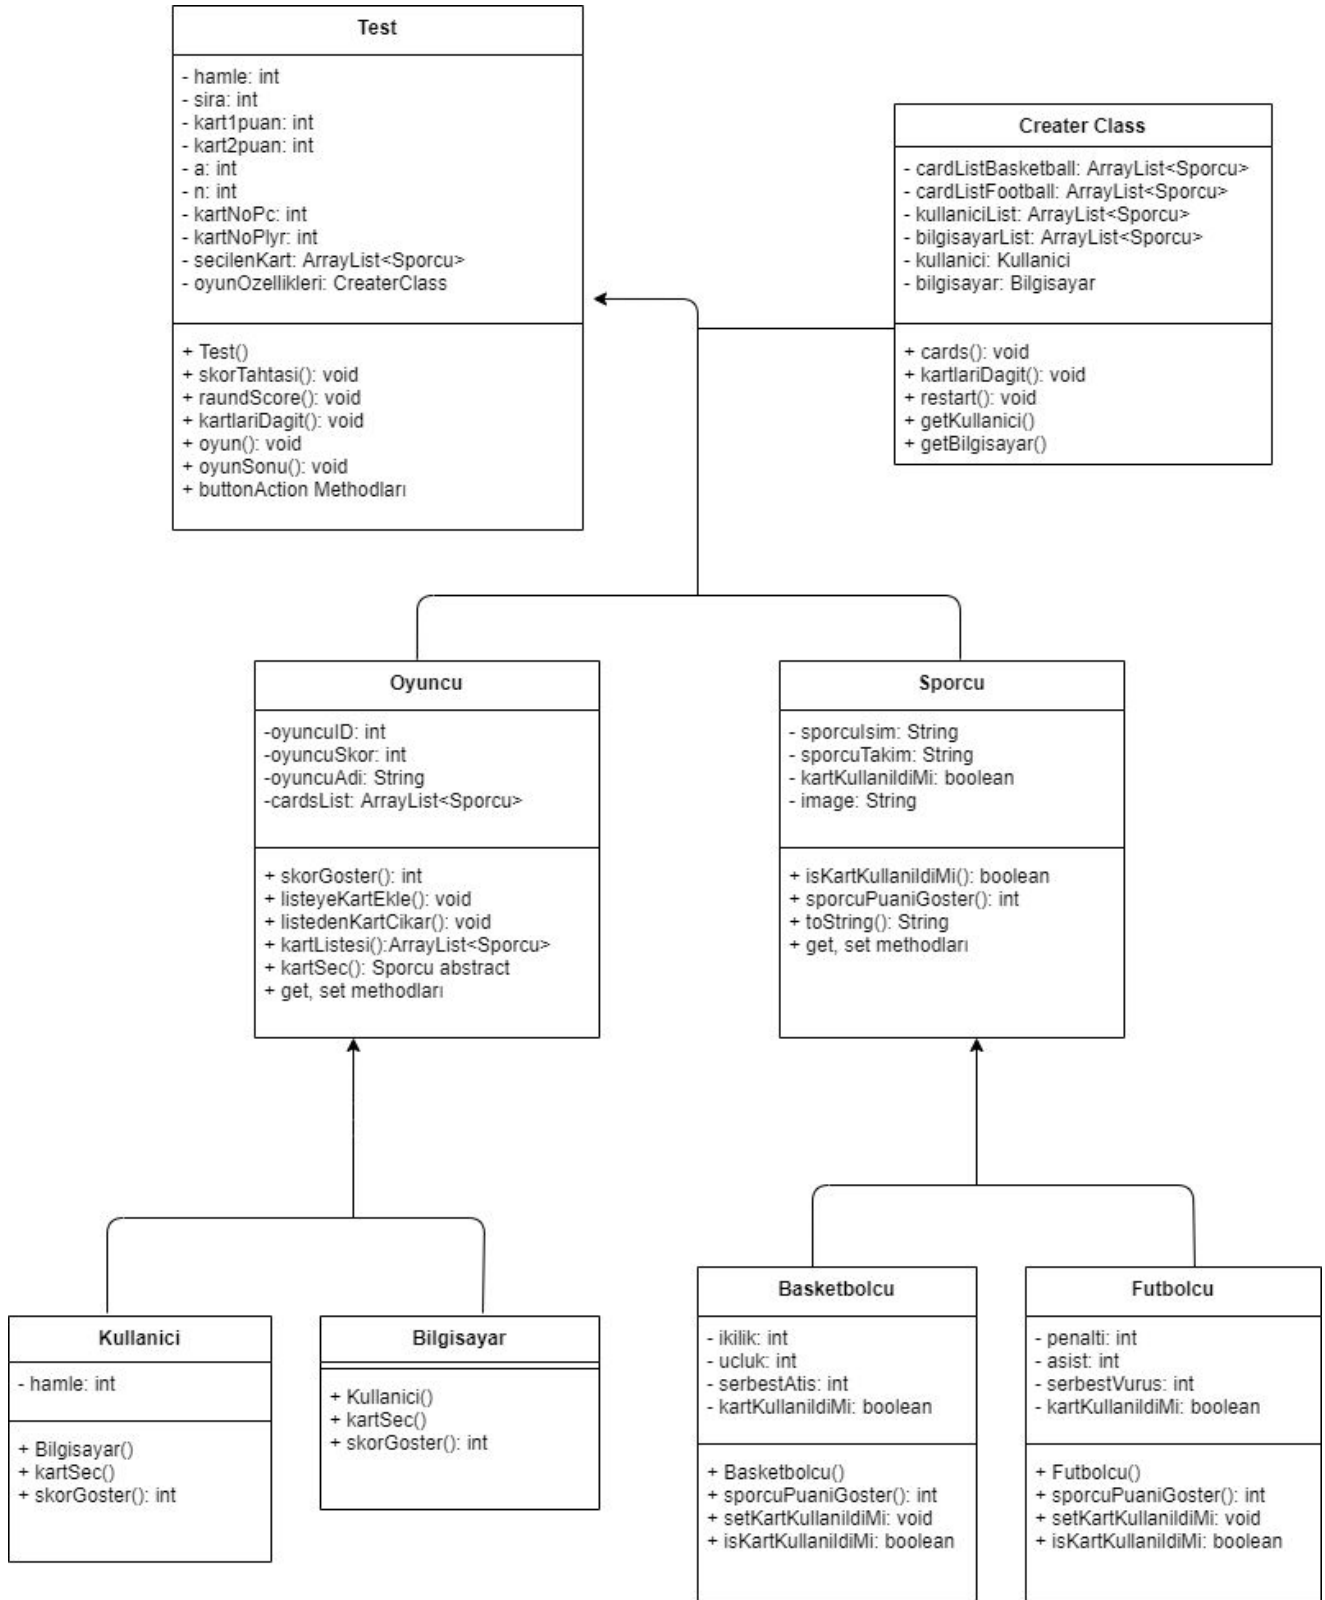 Test
- hamle: int
- sira: int
- kart1puan: int
- kart2puan: int
- a: int
- n: int
- kartNoPc: int
- kartNoPlyr: int
- secilenKart: ArrayList<Sporcu>
- oyunOzellikleri: CreaterClass
+ Test()
+ skorTahtasi(): void
+ raundScore(): void
+ kartlariDagit(): void
+ oyun(): void
+ oyunSonu(): void
+ buttonAction Methodları
Creater Class
- cardListBasketball: ArrayList<Sporcu>
- cardListFootball: ArrayList<Sporcu>
- kullaniciList: ArrayList<Sporcu>
- bilgisayarList: ArrayList<Sporcu>
- kullanici: Kullanici
- bilgisayar: Bilgisayar
+ cards(): void
+ kartlariDagit(): void
+ restart(): void
+ getKullanici()
+ getBilgisayar()
Oyuncu
-oyuncuID: int
-oyuncuSkor: int
-oyuncuAdi: String
-cardsList: ArrayList<Sporcu>
+ skorGoster(): int
+ listeyeKartEkle(): void
+ listedenKartCikar(): void
+ kartListesi():ArrayList<Sporcu>
+ kartSec(): Sporcu abstract
+ get, set methodları
Sporcu
- sporcuIsim: String
- sporcuTakim: String
- kartKullanildiMi: boolean
- image: String
+ isKartKullanildiMi(): boolean
+ sporcuPuaniGoster(): int
+ toString(): String
+ get, set methodları
Kullanici
- hamle: int
+ Bilgisayar()
+ kartSec()
+ skorGoster(): int
Bilgisayar
+ Kullanici()
+ kartSec()
+ skorGoster(): int
Basketbolcu
- ikilik: int
- ucluk: int
- serbestAtis: int
- kartKullanildiMi: boolean
+ Basketbolcu()
+ sporcuPuaniGoster(): int
+ setKartKullanildiMi: void
+ isKartKullanildiMi: boolean
Futbolcu
- penalti: int
- asist: int
- serbestVurus: int
- kartKullanildiMi: boolean
+ Futbolcu()
+ sporcuPuaniGoster(): int
+ setKartKullanildiMi: void
+ isKartKullanildiMi: boolean